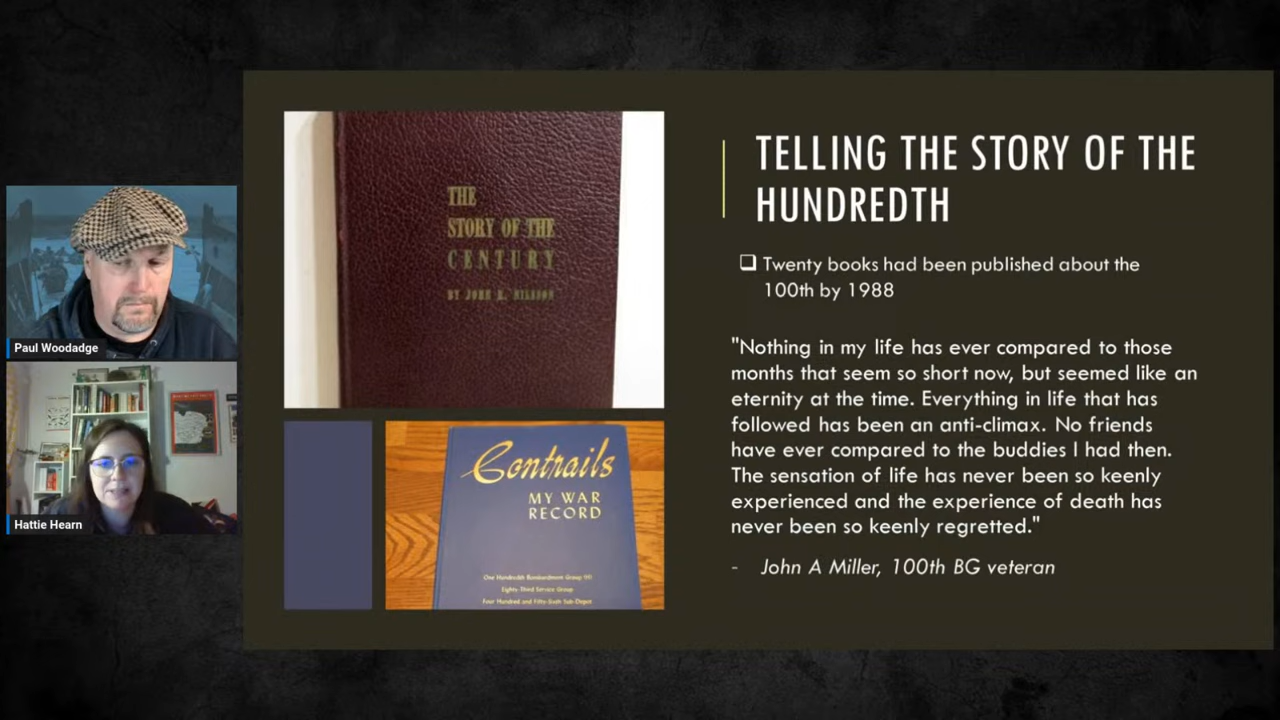 Paul Woodadge
Hattie Hearn
THE
STORY OF THE
CENTURY
BY JOHN R. NILSSON
Contrails
MY WAR
RECORD
One Hundredth Bombardment Group (H)
Eighty-Third Service Group
Four Hundred and Fifty-Sixth Sub-Depot
TELLING THE STORY OF THE
HUNDREDTH
❑ Twenty books had been published about the
100th by 1988
"Nothing in my life has ever compared to those
months that seem so short now, but seemed like an
eternity at the time. Everything in life that has
followed has been an anti-climax. No friends
have ever compared to the buddies I had then.
The sensation of life has never been so keenly
experienced and the experience of death has
never been so keenly regretted."
- John A Miller, 100th BG veteran